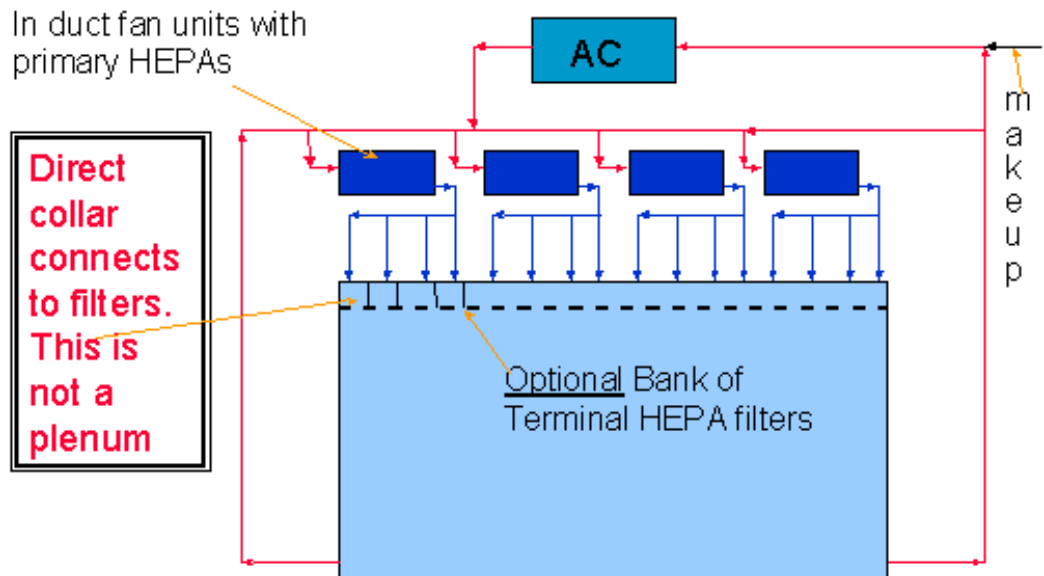 In duct fan units with
primary HEPAs
AC
makeup
Direct
collar
connects
to filters.
This is
not a
plenum
Optional Bank of
Terminal HEPA filters